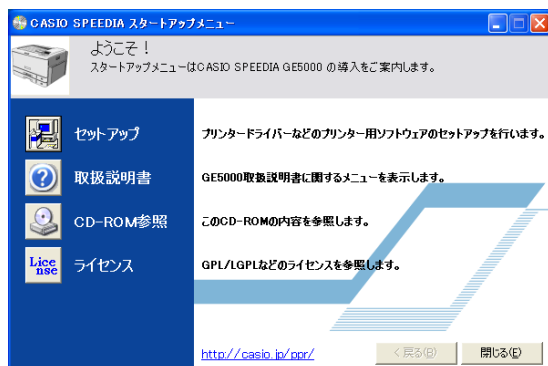 CASIO SPEEDIA スタートアップメニュー
ようこそ！
スタートアップメニューはCASIO SPEEDIA GE5000 の導入をご案内します。
セットアップ プリンタードライバーなどのプリンター用ソフトウェアのセットアップを行います。
取扱説明書 GE5000取扱説明書に関するメニューを表示します。
CD-ROM参照 このCD-ROMの内容を参照します。
License
ライセンス GPL/LGPLなどのライセンスを参照します。
http://casio.jp/ppr/ < 戻る(B) 閉じる(E)